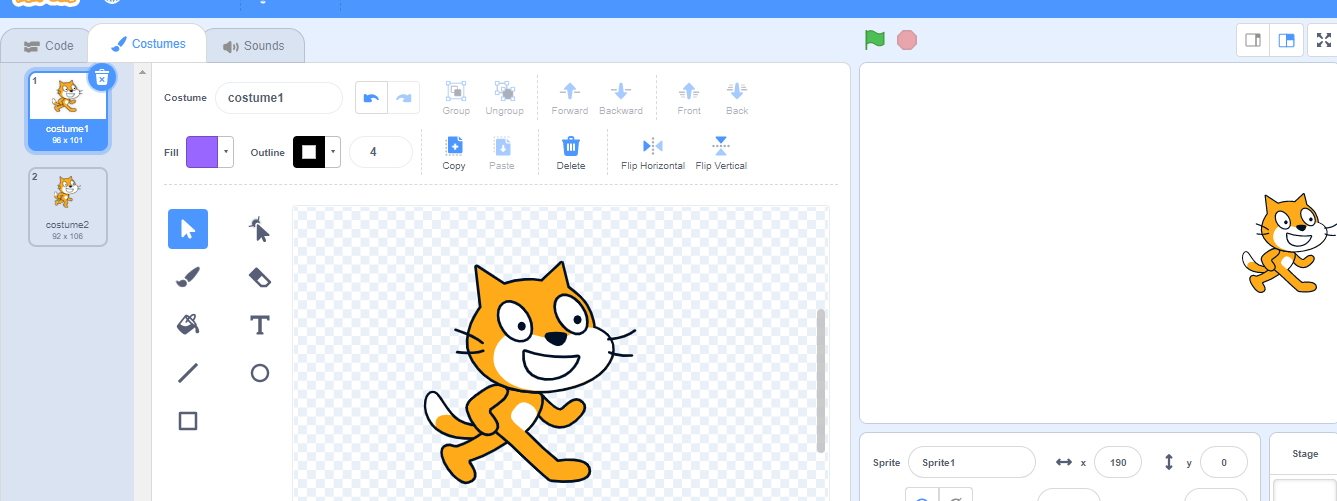 Code
Costumes
Sounds
1
costume1
96 x 101
2
costume2
92 x 106
Costume
costume1
Group
Ungroup
Forward
Backward
Front
Back
Fill
Outline
4
Copy
Paste
Delete
Flip Horizontal
Flip Vertical
T
Sprite
Sprite1
x
190
y
0
Stage